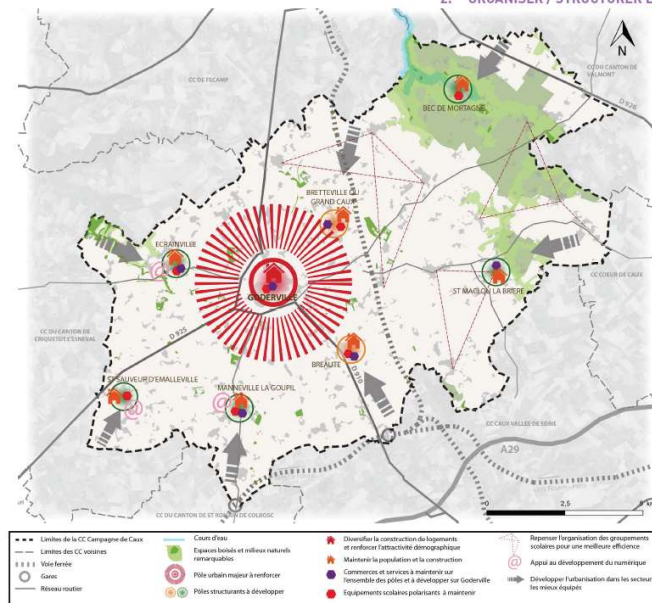 2. ORGANISER / STRUCTURER
N
CC DE FECAMP
CC DU CANTON DE
VALMONT
D 926
BEC DE MORTAGNE
BRETTEVILLE DU
GRAND CAUX
ECRAINVILLE
GODERVILLE
ST MACLOU LA BRIERE
CC COEUR DE CAUX
CC DU CANTON DE
CRIQUETOT L'ESNEVAL
D 925
D 910
BREAUTE
ST SAUVEUR D'EMALLEVILLE
MANNEVILLE LA GOUPIL
@
@
@
CC CAUX VALLEE DE SEINE
A29
CC DU CANTON DE ST ROMAIN DE COLBOSC
0 2,5
Limites de la CC Campagne de Caux
Limites des CC voisines
Voie ferrée
Gares
Réseau routier
Cours d'eau
Espaces boisés et milieux naturels
remarquables
Pôle urbain majeur à renforcer
Pôles structurants à développer
Diversifier la construction de logements
et renforcer l'attractivité démographique
Maintenir la population et la construction
Commerces et services à maintenir sur
l'ensemble des pôles et à développer sur Goderville
Equipements scolaires polarisants à maintenir
Repenser l'organisation des groupements
scolaires pour une meilleure efficience
@ Appui au développement du numérique
Développer l'urbanisation dans les secteurs
les mieux équipés